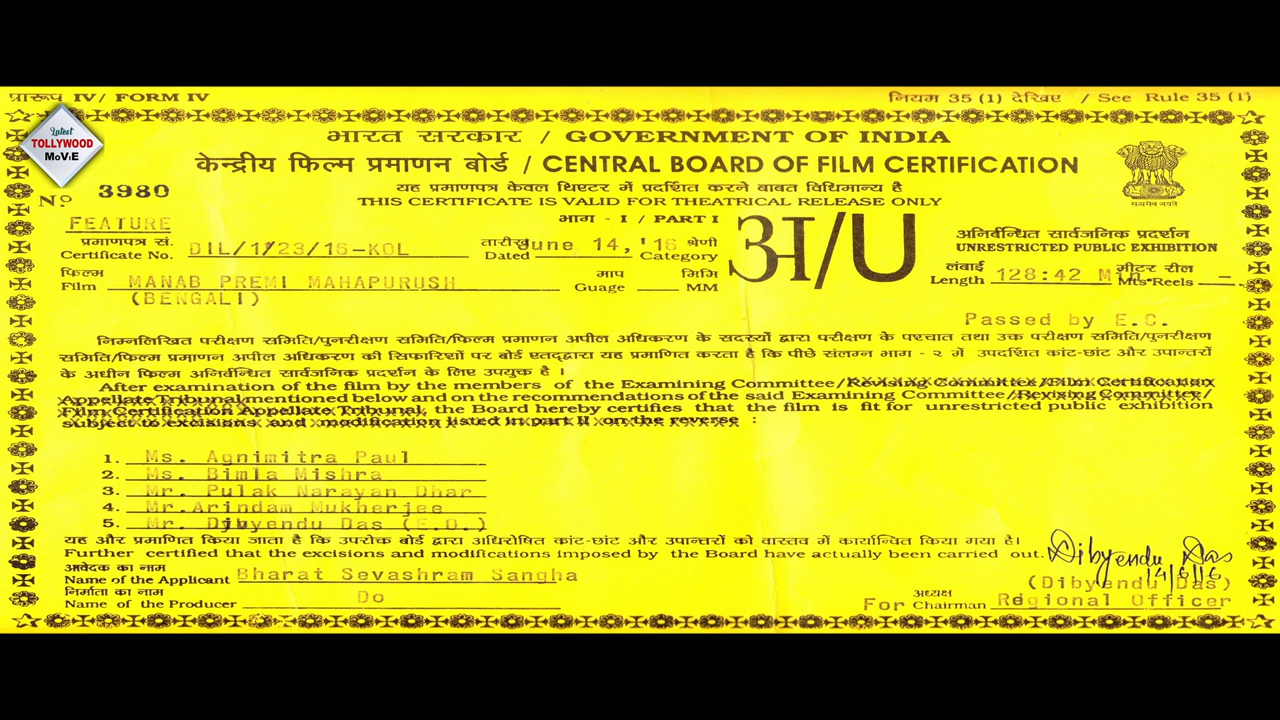 प्रारूप IV/ FORM IV
नियम 35 (1) देखिए / See Rule 35 (1)
Latest
TOLLYWOOD
MoViE
भारत सरकार / GOVERNMENT OF INDIA
केन्द्रीय फिल्म प्रमाणन बोर्ड / CENTRAL BOARD OF FILM CERTIFICATION
यह प्रमाणपत्र केवल थिएटर में प्रदर्शित करने बाबत विधिमान्य है
No 3980
THIS CERTIFICATE IS VALID FOR THEATRICAL RELEASE ONLY
सत्यमेव जयते
भाग - I / PART I
FEATURE
अ/U
प्रमाणपत्र सं. तारीख श्रेणी अनिर्बन्धित सार्वजनिक प्रदर्शन
Certificate No. DIL/1/23/16-KOL Dated June 14,'16 Category UNRESTRICTED PUBLIC EXHIBITION
फिल्म माप मिमि लंबाई मीटर रील
Film MANAB PREMI MAHAPURUSH Guage MM Length 128:42 Min. Mts Reels -
(BENGALI)
Passed by E.C.
निम्नलिखित परीक्षण समिति/पुनरीक्षण समिति/फिल्म प्रमाणन अपील अधिकरण के सदस्यों द्वारा परीक्षण के पश्चात तथा उक्त परीक्षण समिति/पुनरीक्षण
समिति/फिल्म प्रमाणन अपील अधिकरण की सिफारिशों पर बोर्ड एतद्द्वारा यह प्रमाणित करता है कि पीछे संलग्न भाग - २ में उपदर्शित कांट-छांट और उपान्तरों
के अधीन फिल्म अनिर्बन्धित सार्वजनिक प्रदर्शन के लिए उपयुक्त है ।
After examination of the film by the members of the Examining Committee/Revising Committee/Film Certification
Appellate Tribunal mentioned below and on the recommendations of the said Examining Committee/Revising Committee/
Film Certification Appellate Tribunal, the Board hereby certifies that the film is fit for unrestricted public exhibition
subject to excisions and modification listed in part II on the reverse :
1. Ms. Agnimitra Paul
2. Ms. Bimla Mishra
3. Mr. Pulak Narayan Dhar
4. Mr.Arindam Mukherjee
5. Mr. Dibyendu Das (E.O.)
यह और प्रमाणित किया जाता है कि उपरोक्त बोर्ड द्वारा अधिरोपित कांट-छांट और उपान्तरों को वास्तव में कार्यान्वित किया गया है।
Further certified that the excisions and modifications imposed by the Board have actually been carried out.
Dibyendu Das
14/6/16
आवेदक का नाम
Name of the Applicant Bharat Sevashram Sangha
(Dibyendu Das)
निर्माता का नाम
Name of the Producer Do
अध्यक्ष
For Chairman Regional Officer